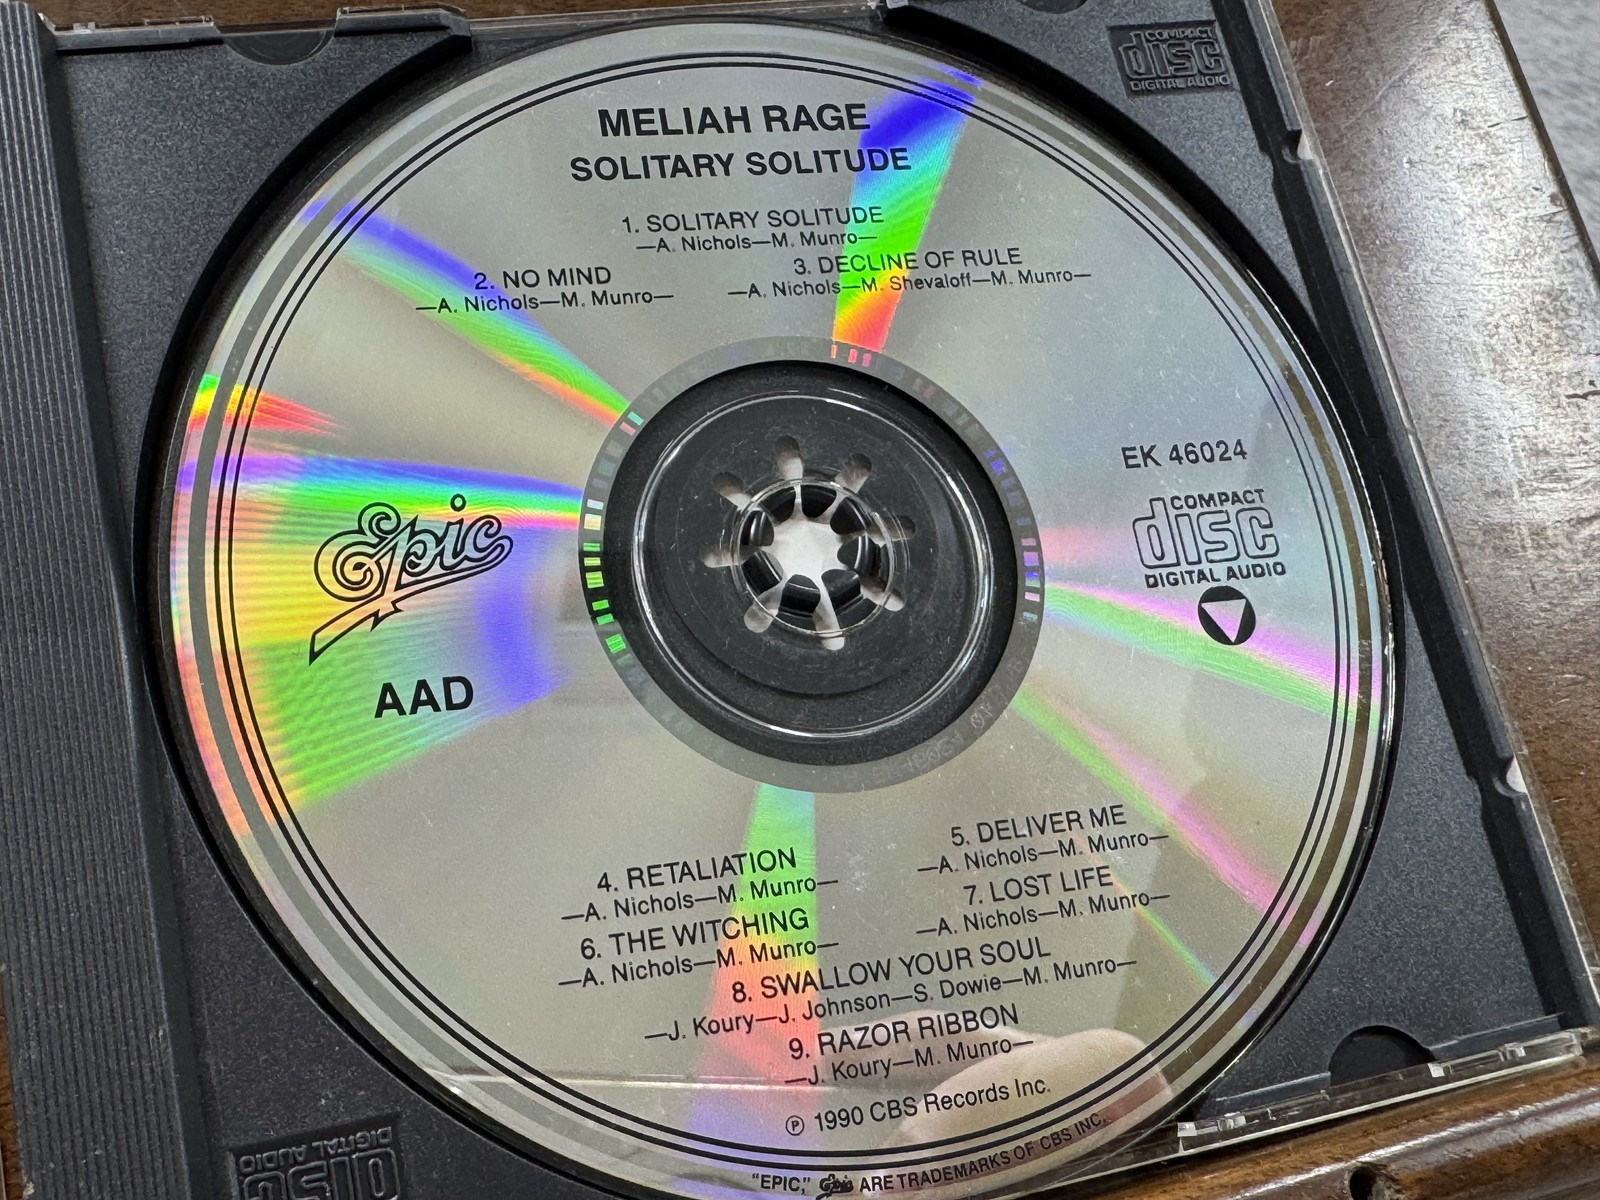 COMPACT
disc
DIGITAL AUDIO
MELIAH RAGE
SOLITARY SOLITUDE
1. SOLITARY SOLITUDE
—A. Nichols—M. Munro—
2. NO MIND
—A. Nichols—M. Munro—
3. DECLINE OF RULE
—A. Nichols—M. Shevaloff—M. Munro—
EK 46024
COMPACT
disc
DIGITAL AUDIO
Epic
AAD
4. RETALIATION
—A. Nichols—M. Munro—
5. DELIVER ME
—A. Nichols—M. Munro—
6. THE WITCHING
—A. Nichols—M. Munro—
7. LOST LIFE
—A. Nichols—M. Munro—
8. SWALLOW YOUR SOUL
—J. Koury—J. Johnson—S. Dowie—M. Munro—
9. RAZOR RIBBON
—J. Koury—M. Munro—
℗ 1990 CBS Records Inc.
"EPIC," Epic ARE TRADEMARKS OF CBS INC.
disc
DIGITAL AUDIO